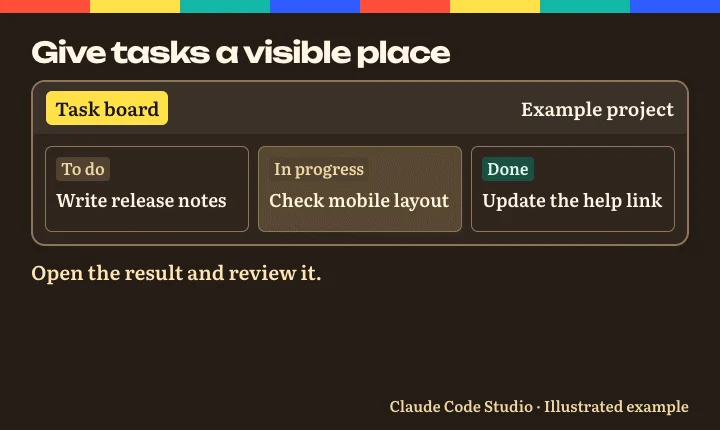 Give tasks a visible place
Task board
Example project
To do
Write release notes
In progress
Check mobile layout
Done
Update the help link
Open the result and review it.
Claude Code Studio · Illustrated example